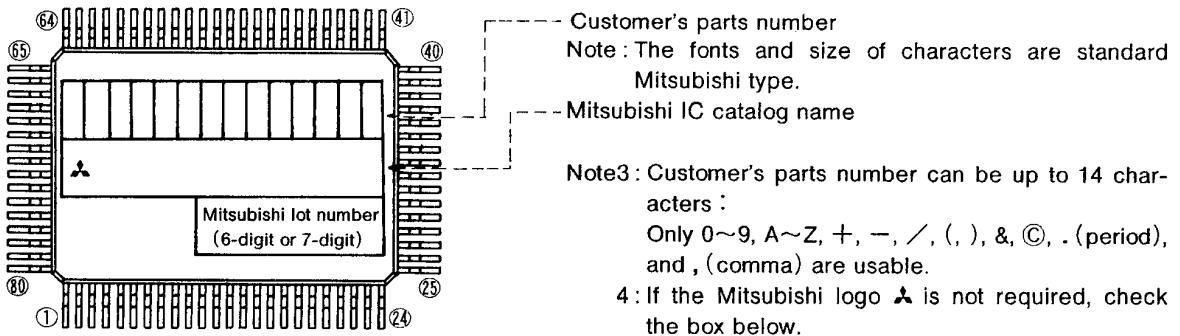 64
41
65
40
Mitsubishi lot number
(6-digit or 7-digit)
80
25
1
24
Customer's parts number
Note : The fonts and size of characters are standard
Mitsubishi type.
Mitsubishi IC catalog name
Note3 : Customer's parts number can be up to 14 char-
acters :
Only 0~9, A~Z, +, −, /, (, ), &, ©, . (period),
and , (comma) are usable.
4 : If the Mitsubishi logo is not required, check
the box below.